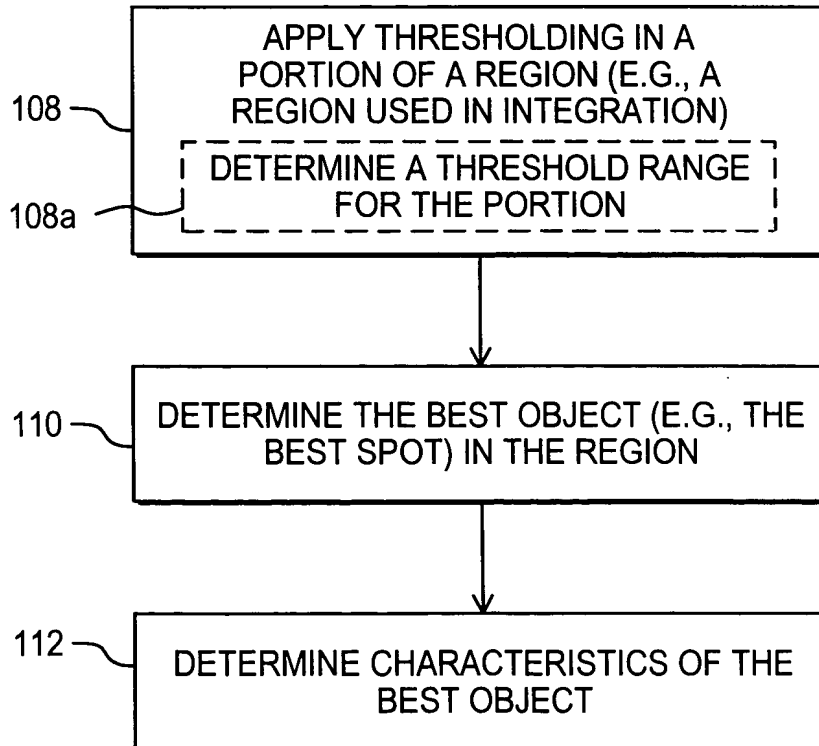 APPLY THRESHOLDING IN A
PORTION OF A REGION (E.G., A
REGION USED IN INTEGRATION)
108
DETERMINE A THRESHOLD RANGE
FOR THE PORTION
108a
DETERMINE THE BEST OBJECT (E.G., THE
BEST SPOT) IN THE REGION
110
DETERMINE CHARACTERISTICS OF THE
BEST OBJECT
112